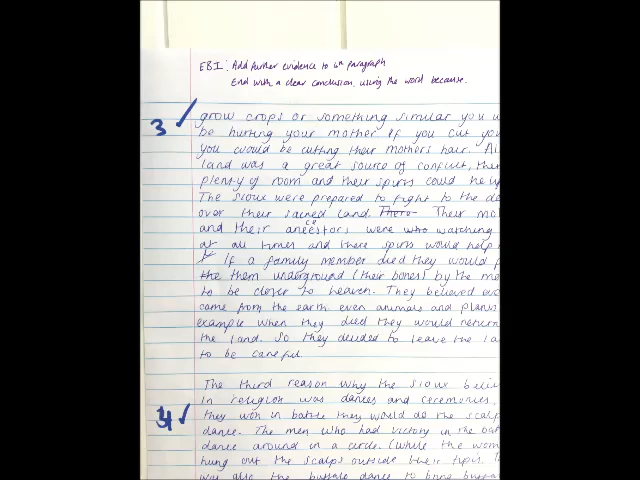 EBI: Add further evidence to 4th paragraph
End with a clear conclusion, using the word because.
3
grow crops or something similar you
be hurting your mother if you cut
you would be cutting their mothers hair.
land was a great source of comfort,
plenty of room and their spirits could
The sioux were prepared to fight to the
over their sacred land. There Their
and their ancestors were who watching
at all times and there spirits would help
If a family member died they would
the them underground (their bones) by the
to be closer to heaven. They believed
came from the earth even animals and plants
example when they died they would return
the land. So they decided to leave the
to be careful.
The third reason why the sioux
in religion was dances and ceremonies.
4
they won in battle they would do the scalp
dance. The men who had victory in the
dance around in a circle. (While the
hung out the scalps outside their tipis.
was also the buffalo dance to bring